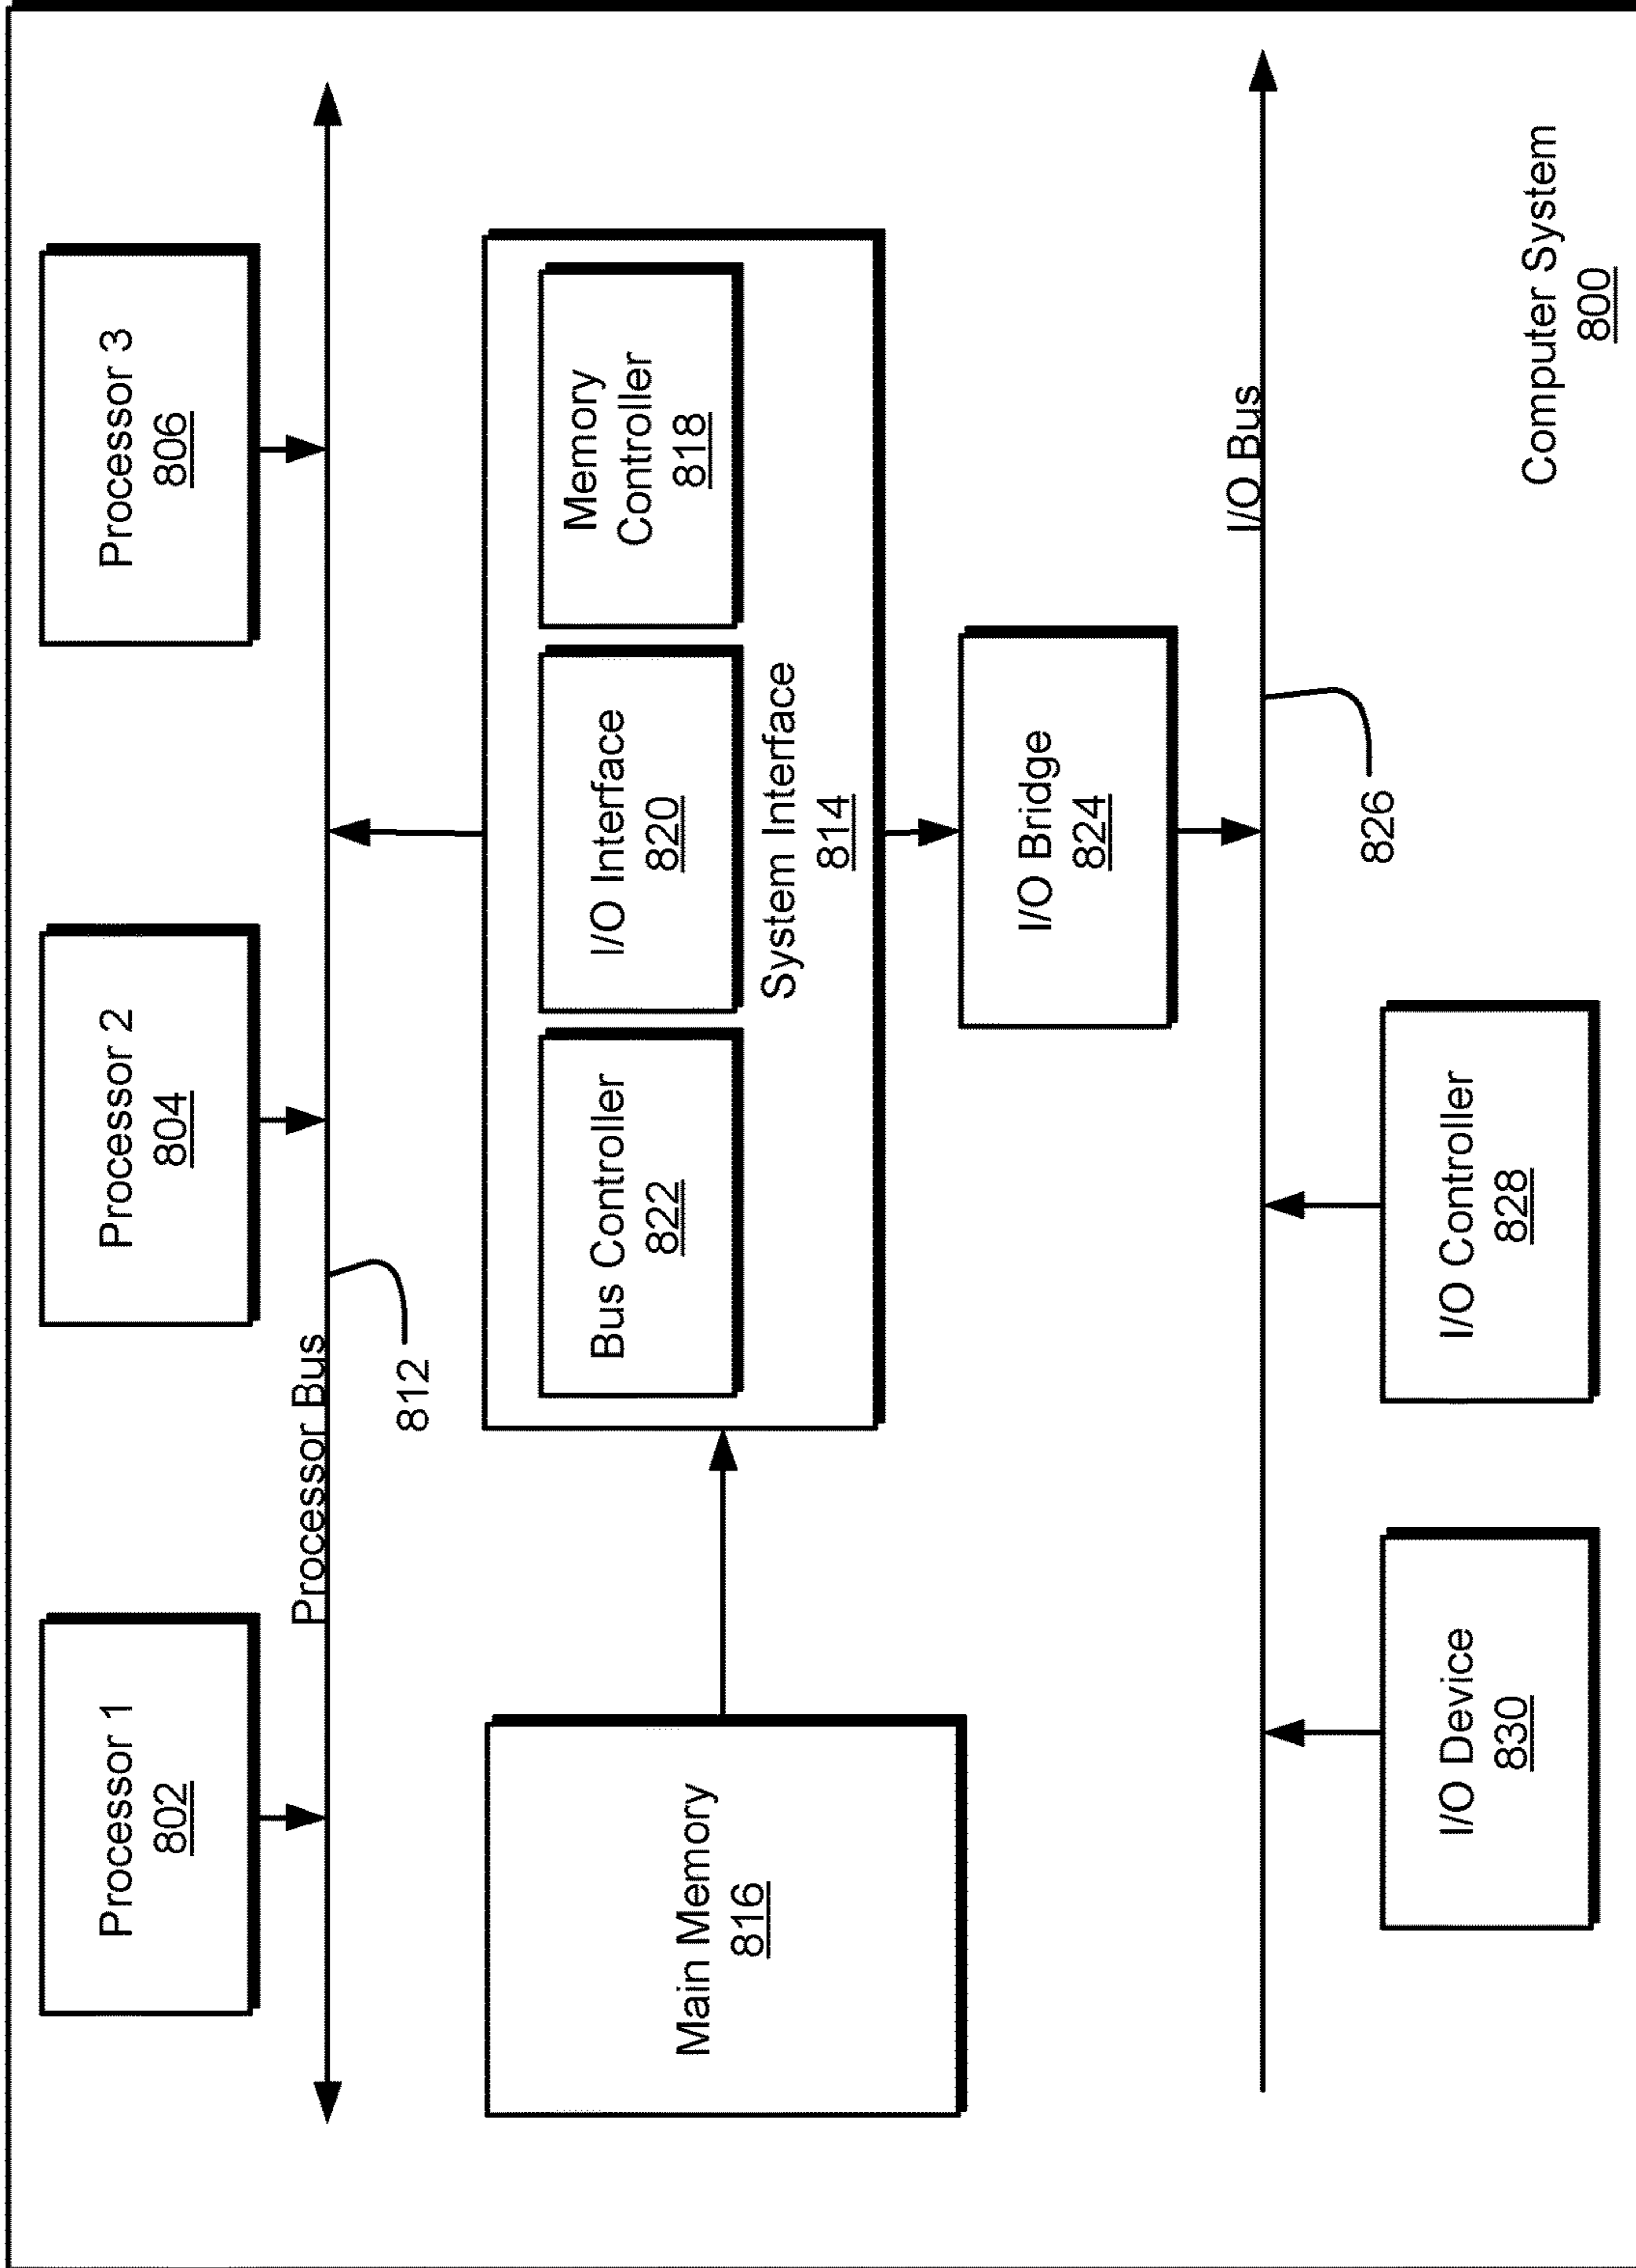 Processor 1
802
Processor 2
804
Processor 3
806
Processor Bus
812
Main Memory
816
Bus Controller
822
I/O Interface
820
Memory
Controller
818
System Interface
814
I/O Bridge
824
I/O Bus
826
I/O Device
830
I/O Controller
828
Computer System
800